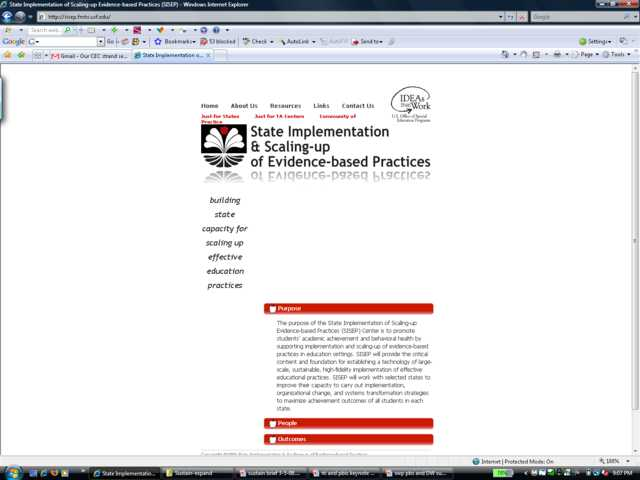 State Implementation of Scaling-up Evidence-based Practices (SISEP) - Windows Internet Explorer
http://sisep.fmhi.usf.edu/
Google
Search web...
Google
Go
Bookmarks
53 blocked
Check
AutoLink
AutoFill
Send to
Settings
Gmail - Our CEC strand se...
State Implementation o...
Page
Tools
Home About Us Resources Links Contact Us
IDEAs
that Work
U.S. Office of Special
Education Programs
Just for States Just for TA Centers Community of
Practice
State Implementation
& Scaling-up
of Evidence-based Practices
building
state
capacity for
scaling up
effective
education
practices
Purpose
The purpose of the State Implementation of Scaling-up
Evidence-based Practices (SISEP) Center is to promote
students' academic achievement and behavioral health by
supporting implementation and scaling-up of evidence-based
practices in education settings. SISEP will provide the critical
content and foundation for establishing a technology of large-
scale, sustainable, high-fidelity implementation of effective
educational practices. SISEP will work with selected states to
improve their capacity to carry out implementation,
organizational change, and systems transformation strategies
to maximize achievement outcomes of all students in each
state.
People
Outcomes
Internet | Protected Mode: On
100%
State Implementatio...
Sustain-expand
sustain brief 3-5-08...
nt and pbis keynote ...
swp pbs and DW su...
9:07 PM